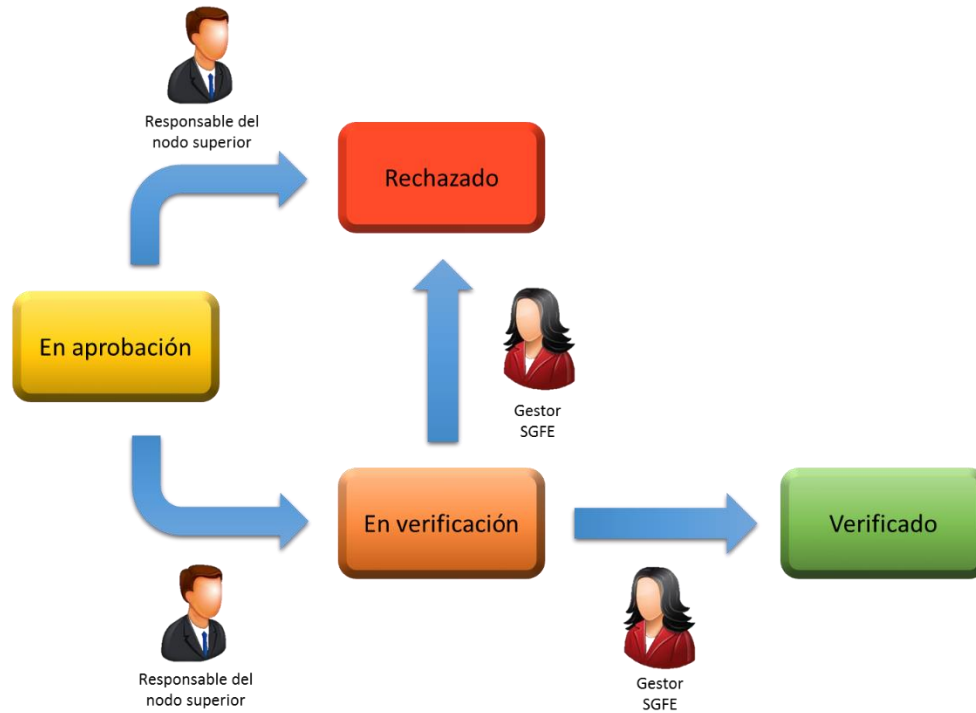 Responsable del
nodo superior
Rechazado
En aprobación
Gestor
SGFE
En verificación
Verificado
Responsable del
nodo superior
Gestor
SGFE